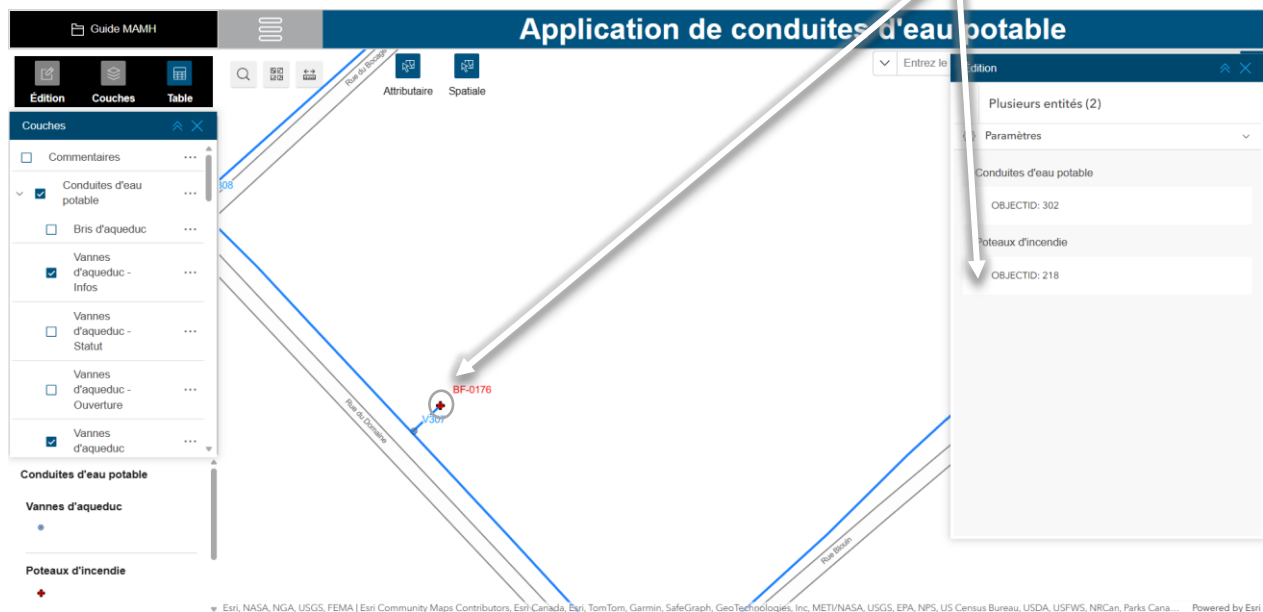 Guide MAMH
Application de conduites d'eau potable
Édition
Couches
Table
Attributaire
Spatiale
Entrez le
Couches
Commentaires
Conduites d'eau
potable
Bris d'aqueduc
Vannes
d'aqueduc -
Infos
Vannes
d'aqueduc -
Statut
Vannes
d'aqueduc -
Ouverture
Vannes
d'aqueduc
Conduites d'eau potable
Vannes d'aqueduc
Poteaux d'incendie
Rue du Bocage
308
BF-0176
V307
Rue du Domaine
Rue Blouin
Édition
Plusieurs entités (2)
Paramètres
Conduites d'eau potable
OBJECTID: 302
Poteaux d'incendie
OBJECTID: 218
Esri, NASA, NGA, USGS, FEMA | Esri Community Maps Contributors, Esri Canada, Esri, TomTom, Garmin, SafeGraph, GeoTechnologies, Inc, METI/NASA, USGS, EPA, NPS, US Census Bureau, USDA, USFWS, NRCan, Parks Cana... Powered by Esri